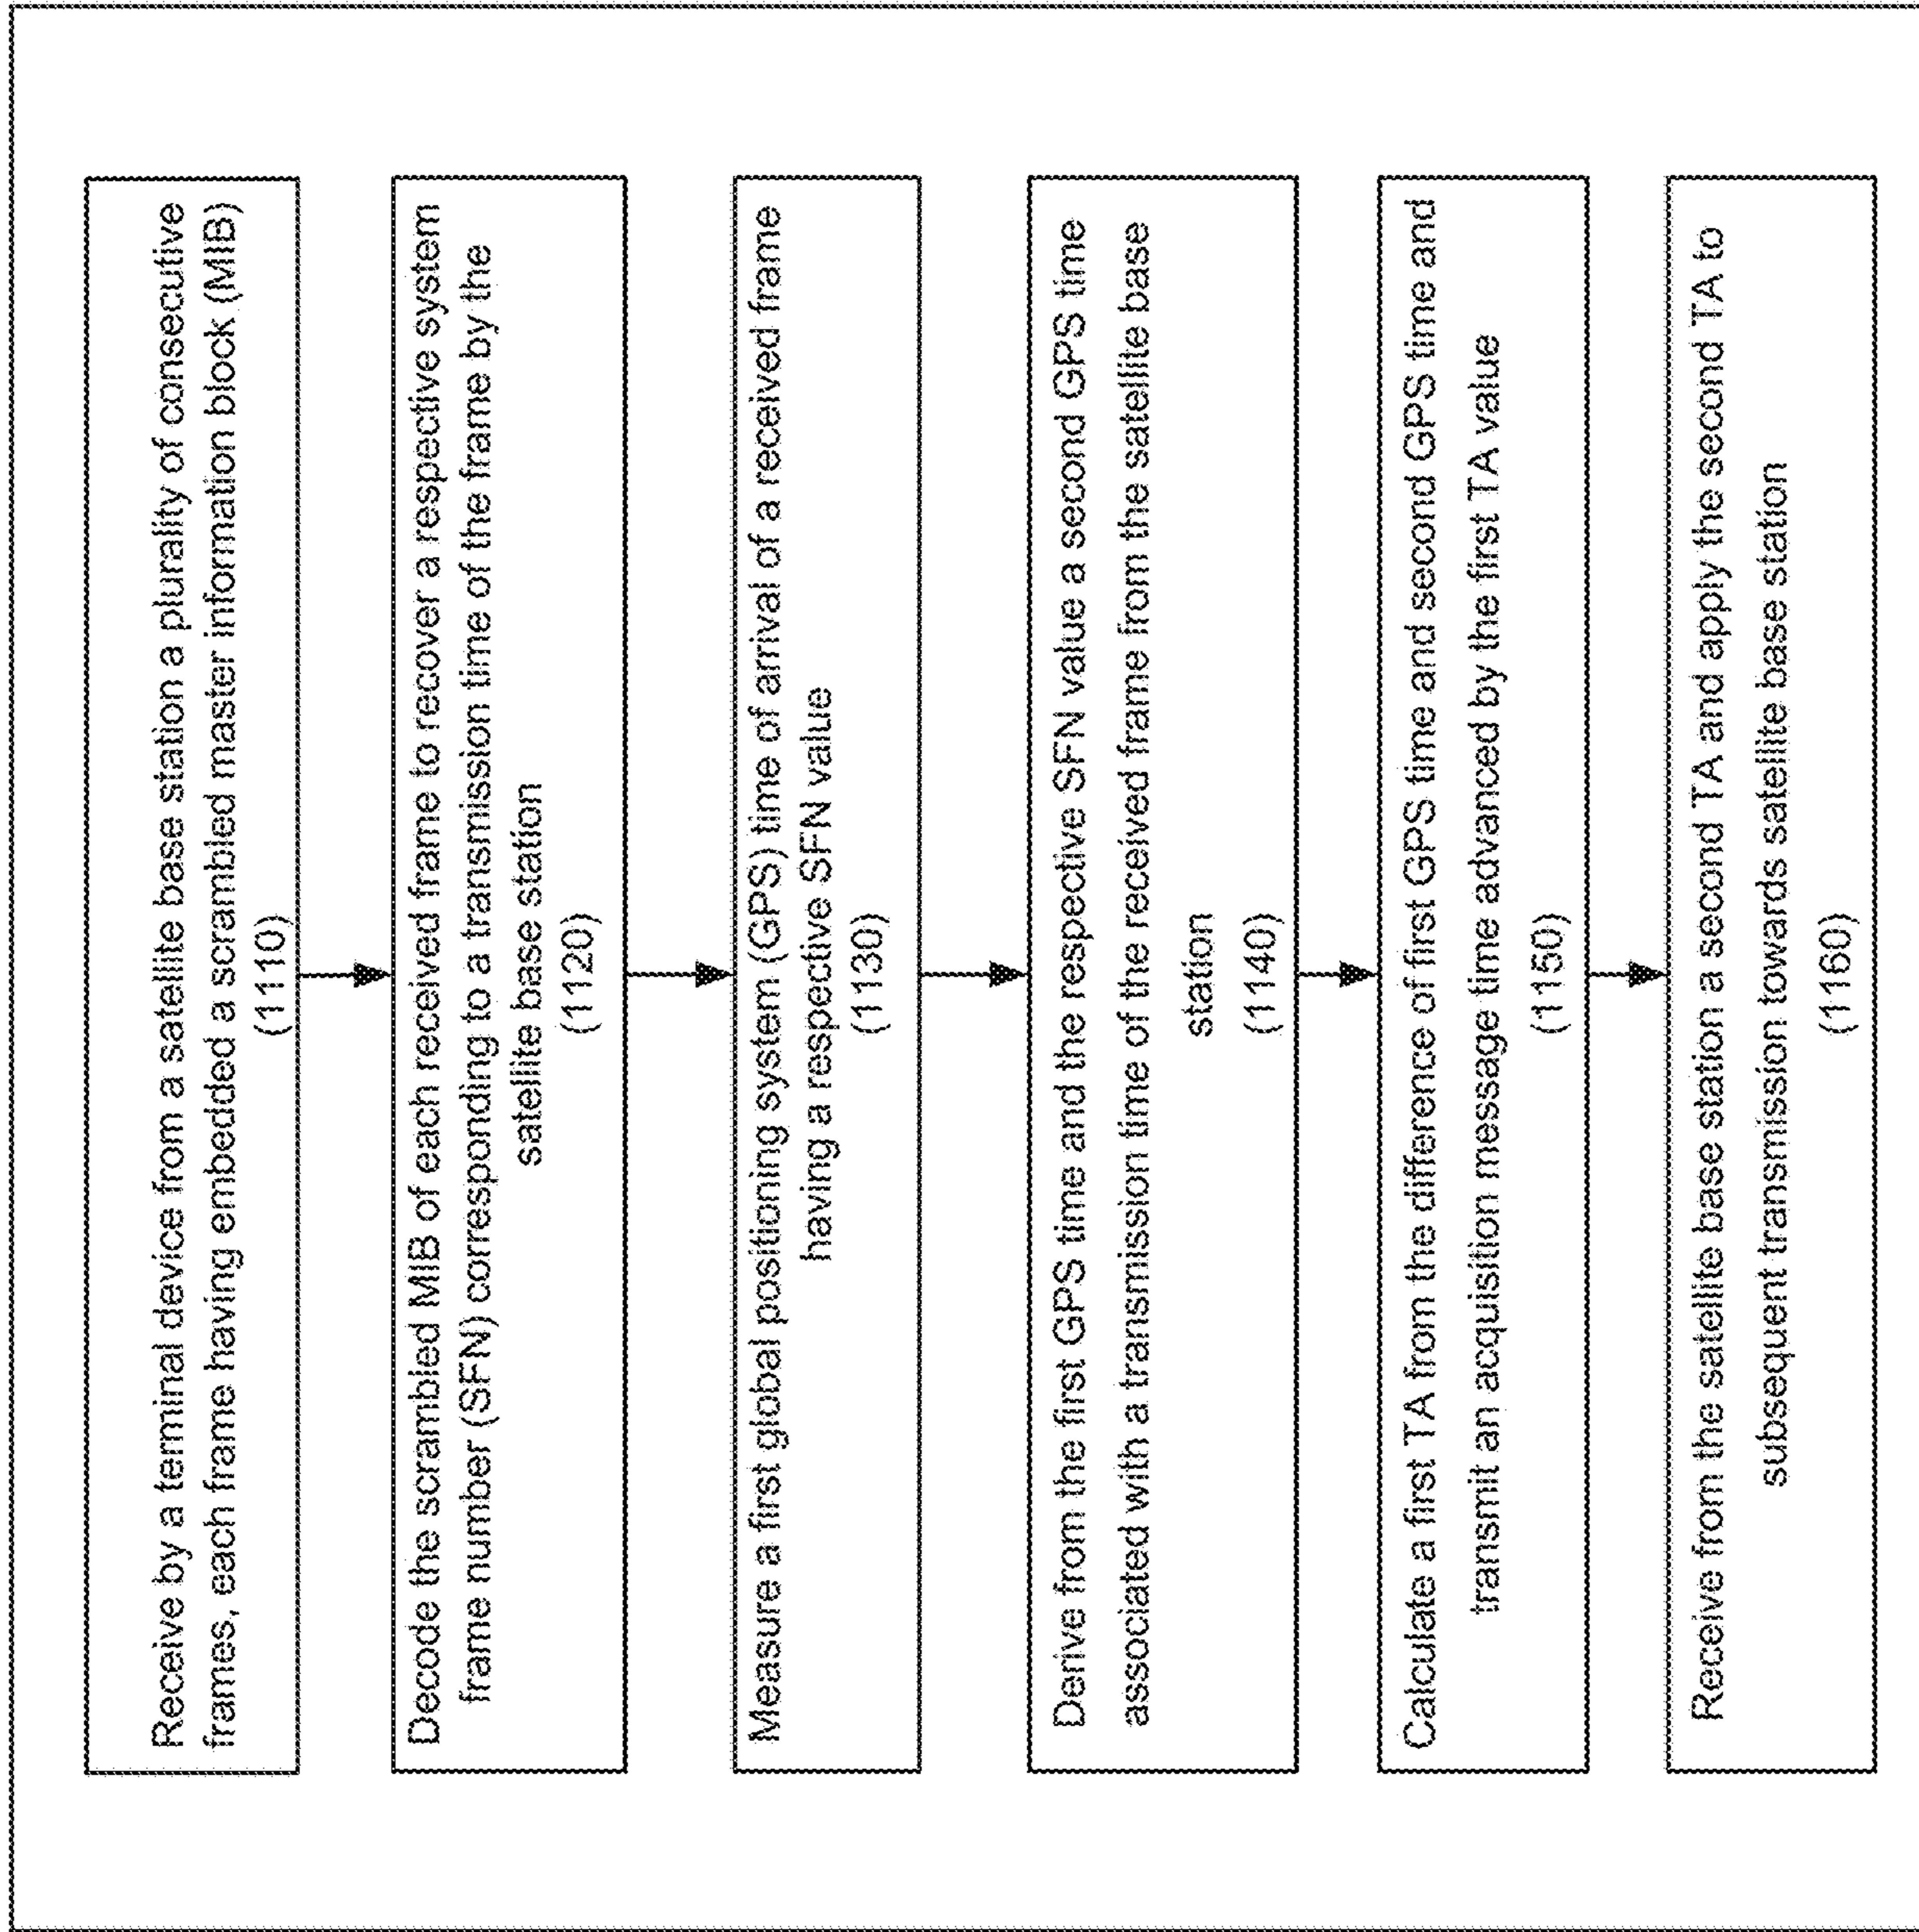 Receive by a terminal device from a satellite base station a plurality of consecutive
frames, each frame having embedded a scrambled master information block (MIB)
(1110)
Decode the scrambled MIB of each received frame to recover a respective system
frame number (SFN) corresponding to a transmission time of the frame by the
satellite base station
(1120)
Measure a first global positioning system (GPS) time of arrival of a received frame
having a respective SFN value
(1130)
Derive from the first GPS time and the respective SFN value a second GPS time
associated with a transmission time of the received frame from the satellite base
station
(1140)
Calculate a first TA from the difference of first GPS time and second GPS time and
transmit an acquisition message time advanced by the first TA value
(1150)
Receive from the satellite base station a second TA and apply the second TA to
subsequent transmission towards satellite base station
(1160)